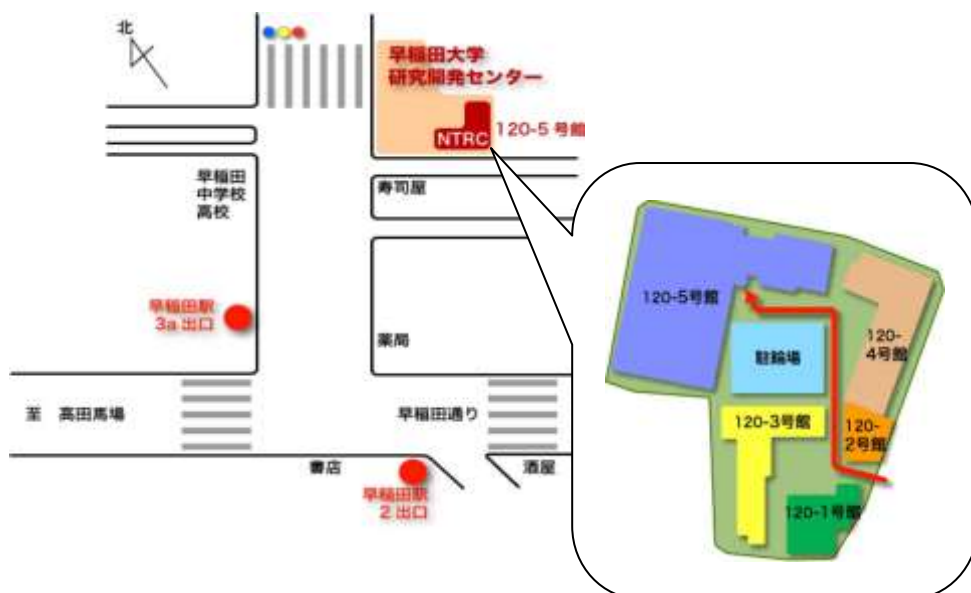 北
早稲田大学
研究開発センター
NTRC
120-5 号館
早稲田
中学校
高校
寿司屋
早稲田駅
3a 出口
薬局
至 高田馬場
早稲田通り
書店
酒屋
早稲田駅
2 出口
120-5号館
120-
4号館
駐輪場
120-3号館
120-
2号館
120-1号館